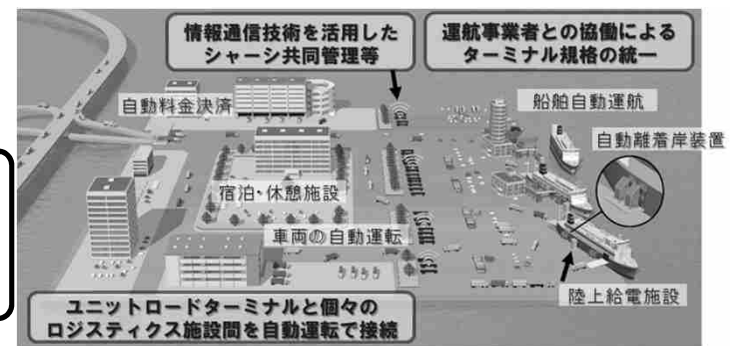 情報通信技術を活用した
シャーシ共同管理等
運航事業者との協働による
ターミナル規格の統一
自動料金決済
船舶自動運航
自動離着岸装置
宿泊・休憩施設
車両の自動運転
陸上給電施設
ユニットロードターミナルと個々の
ロジスティクス施設間を自動運転で接続